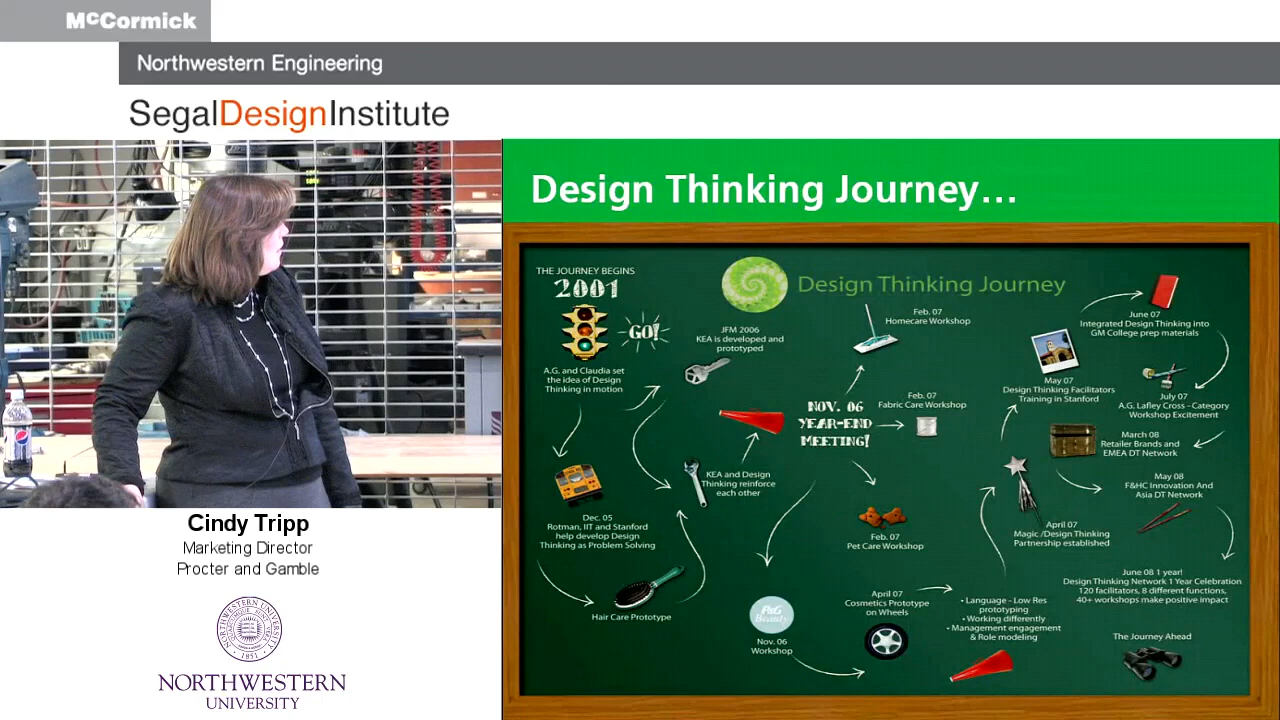 McCormick
Northwestern Engineering
SegalDesignInstitute
Design Thinking Journey...
THE JOURNEY BEGINS
2001
GO!
A.G. and Claudia set
the idea of Design
Thinking in motion
Dec. 05
Rotman, IIT and Stanford
help develop Design
Thinking as Problem Solving
Hair Care Prototype
JFM 2006
KEA is developed and
prototyped
KEA and Design
Thinking reinforce
each other
Design Thinking Journey
NOV. 06
YEAR-END
MEETING!
Feb. 07
Homecare Workshop
Feb. 07
Fabric Care Workshop
Feb. 07
Pet Care Workshop
P&G
Beauty
Nov. 06
Workshop
April 07
Cosmetics Prototype
on Wheels
• Language - Low Res
prototyping
• Working differently
• Management engagement
& Role modeling
April 07
Magic /Design Thinking
Partnership established
May 07
Design Thinking Facilitators
Training in Stanford
June 07
Integrated Design Thinking into
GM College prep materials
July 07
A.G. Lafley Cross - Category
Workshop Excitement
March 08
Retailer Brands and
EMEA DT Network
May 08
F&HC Innovation And
Asia DT Network
June 08 1 year!
Design Thinking Network 1 Year Celebration
120 facilitators, 8 different functions,
40+ workshops make positive impact
The Journey Ahead
Cindy Tripp
Marketing Director
Procter and Gamble
NORTHWESTERN
UNIVERSITY